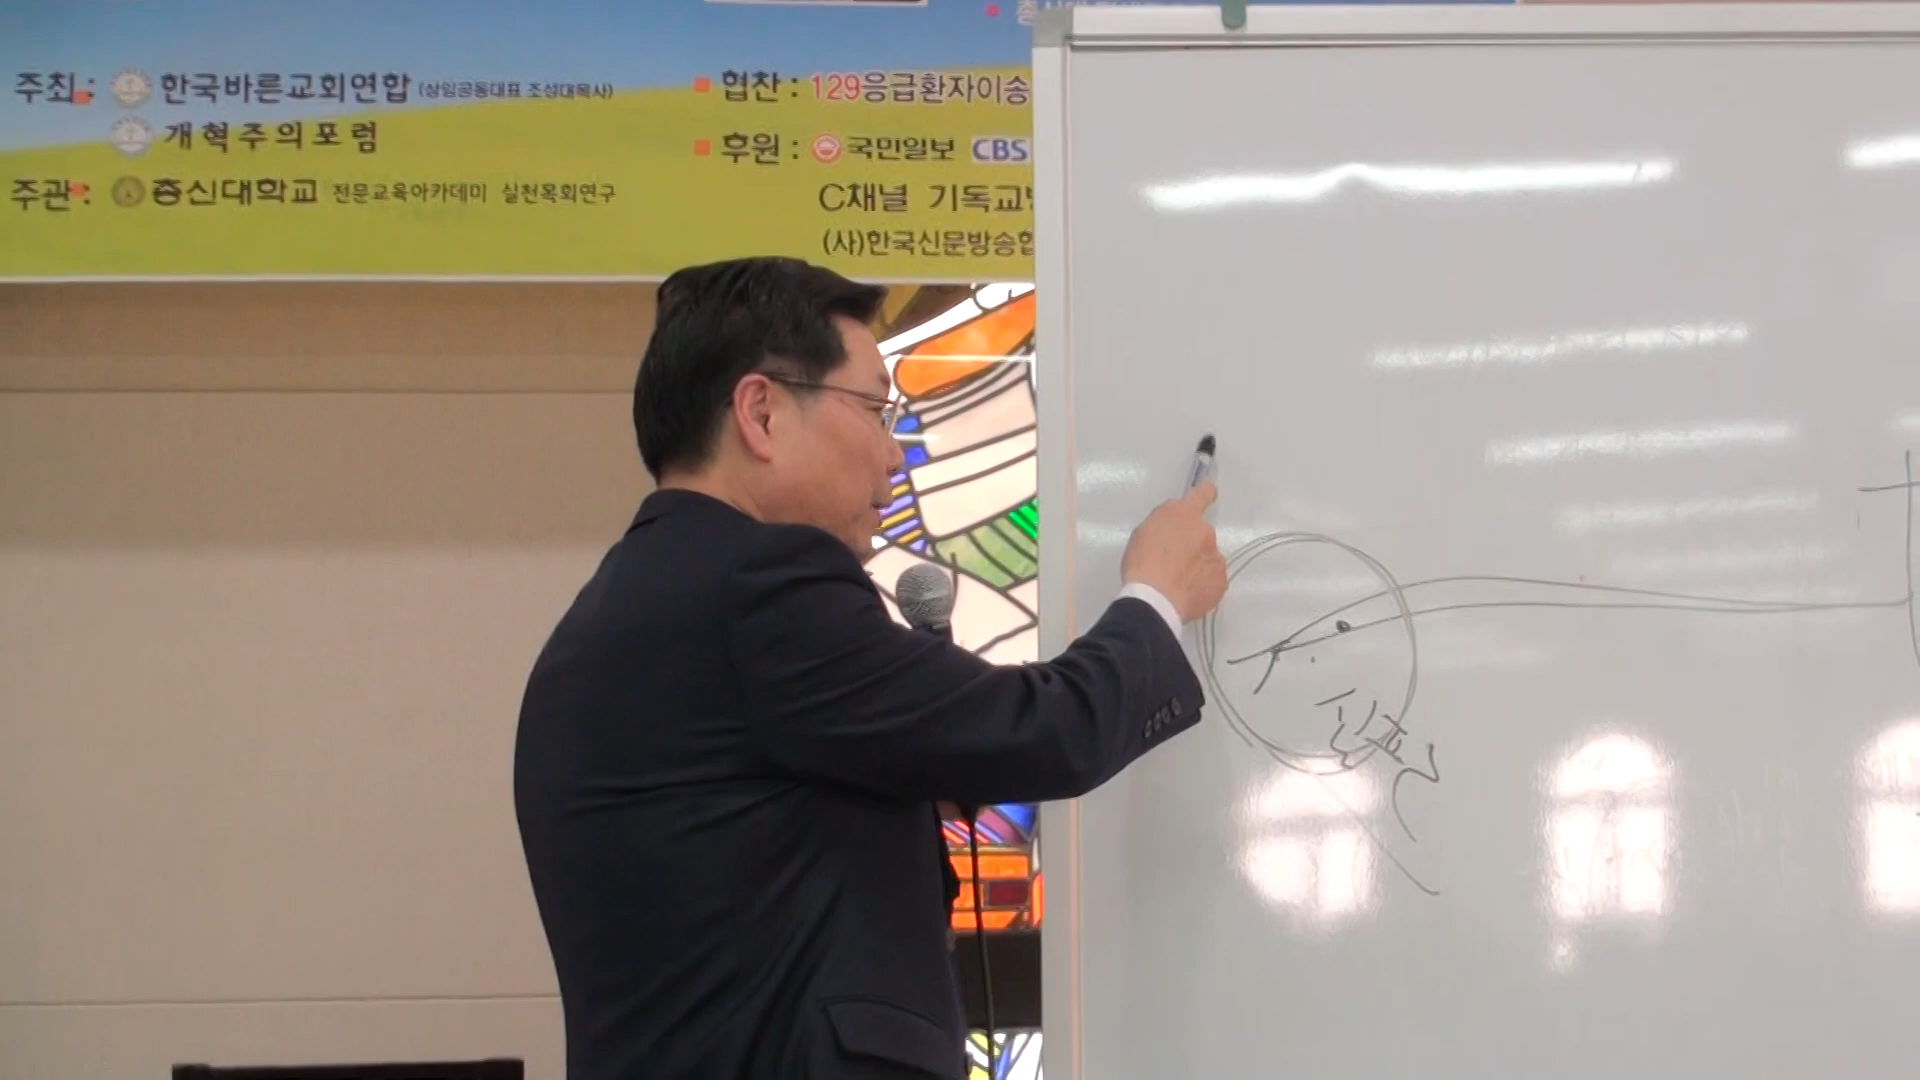 주최 : 한국바른교회연합 (상임공동대표 조성대목사)
개혁주의포럼
주관 : 총신대학교 전문교육아카데미 실천목회연구
협찬 : 129응급환자이송
후원 : 국민일보 CBS
C채널 기독교
(사)한국신문방송